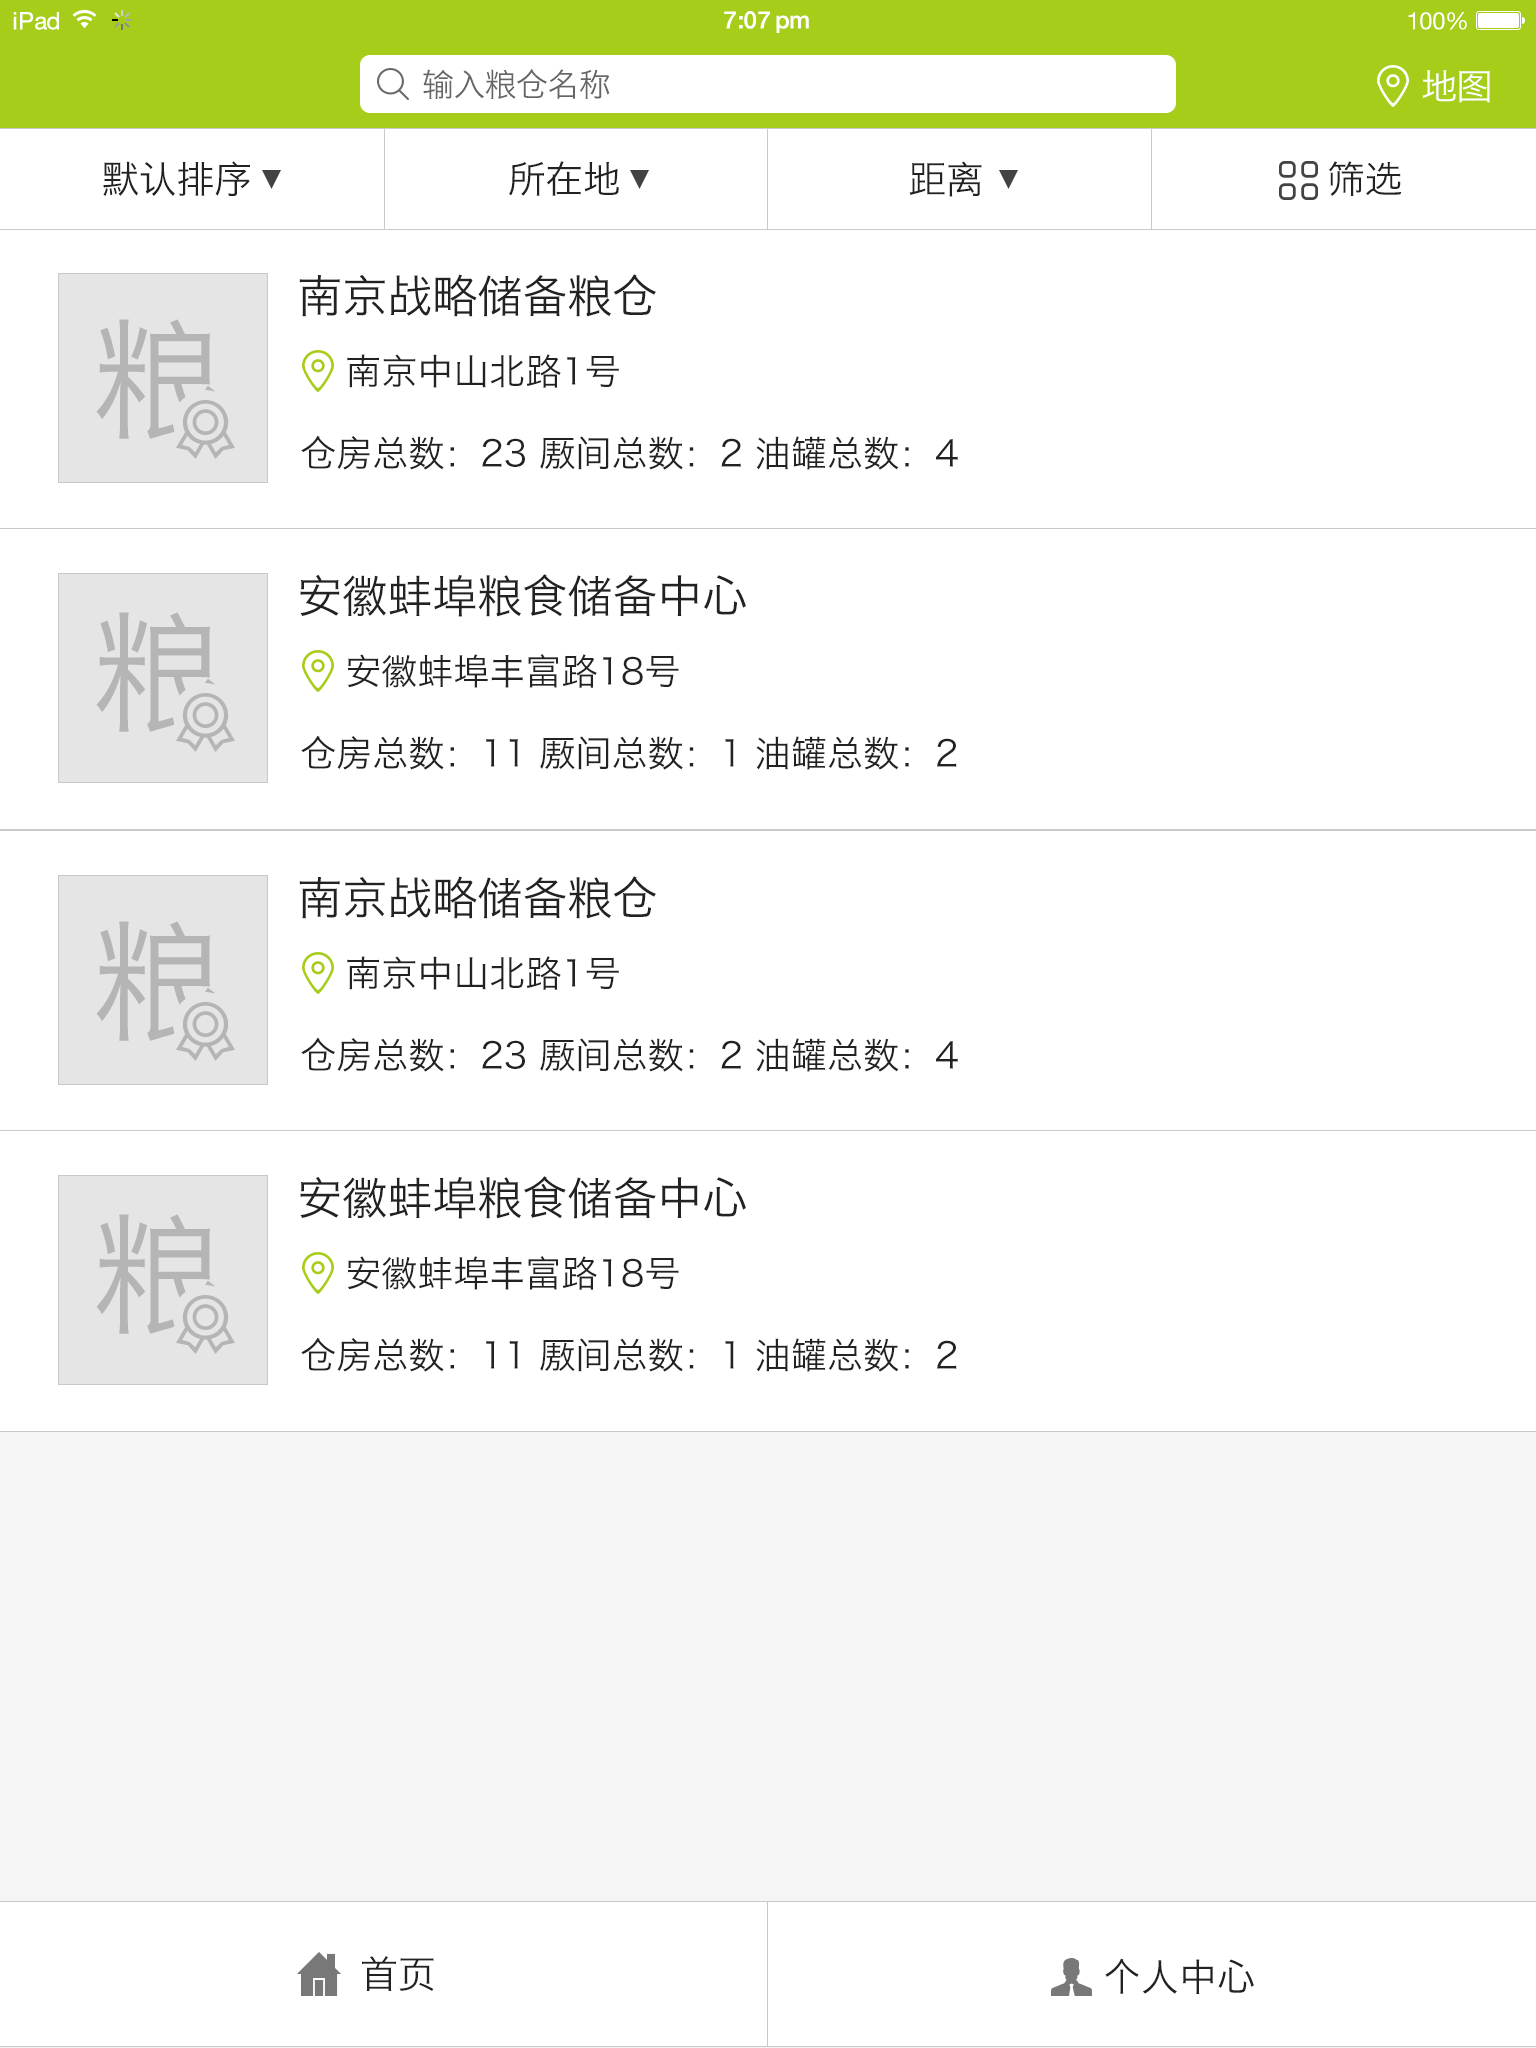 iPad 7:07 pm 100%
输入粮仓名称 地图
默认排序▼ 所在地▼ 距离 ▼ 筛选
粮
南京战略储备粮仓
南京中山北路1号
仓房总数：23 厫间总数：2 油罐总数：4
粮
安徽蚌埠粮食储备中心
安徽蚌埠丰富路18号
仓房总数：11 厫间总数：1 油罐总数：2
粮
南京战略储备粮仓
南京中山北路1号
仓房总数：23 厫间总数：2 油罐总数：4
粮
安徽蚌埠粮食储备中心
安徽蚌埠丰富路18号
仓房总数：11 厫间总数：1 油罐总数：2
首页 个人中心